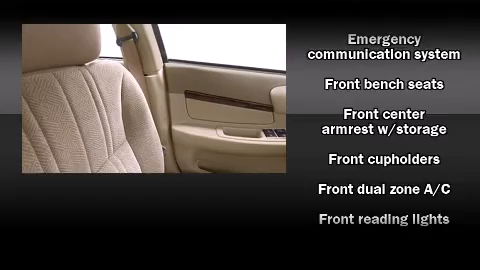 Emergency
communication system
Front bench seats
Front center
armrest w/storage
Front cupholders
Front dual zone A/C
Front reading lights